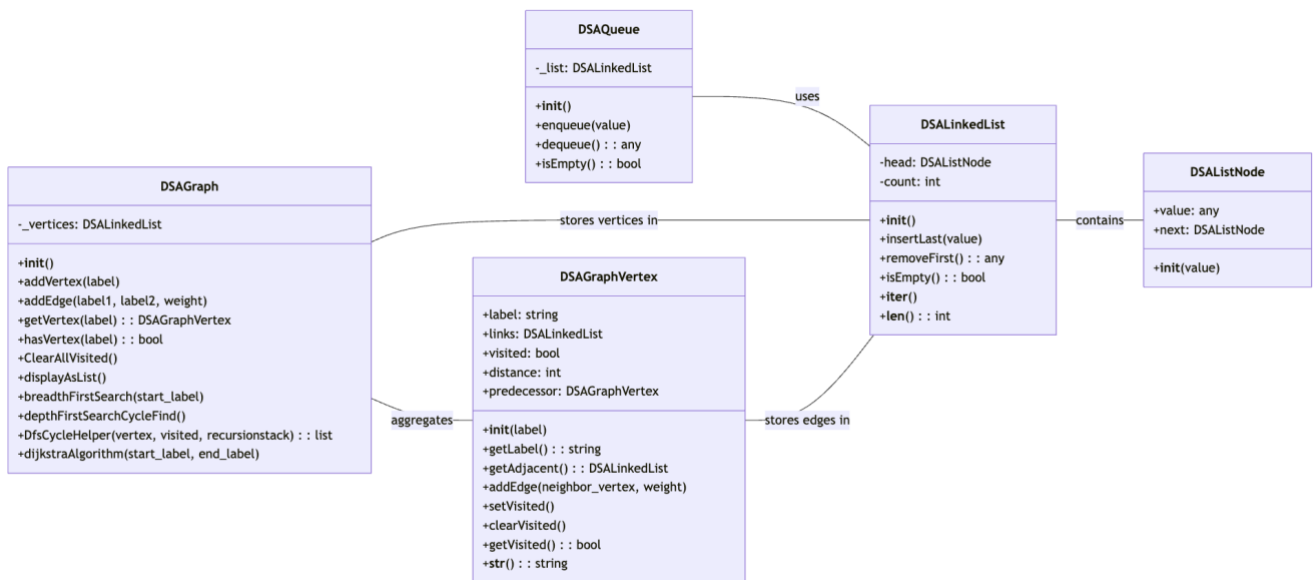 DSAQueue
-_list: DSALinkedList
+init()
+enqueue(value)
+dequeue() : : any
+isEmpty() : : bool
uses
DSALinkedList
-head: DSAListNode
-count: int
+init()
+insertLast(value)
+removeFirst() : : any
+isEmpty() : : bool
+iter()
+len() : : int
contains
DSAListNode
+value: any
+next: DSAListNode
+init(value)
DSAGraph
-_vertices: DSALinkedList
+init()
+addVertex(label)
+addEdge(label1, label2, weight)
+getVertex(label) : : DSAGraphVertex
+hasVertex(label) : : bool
+ClearAllVisited()
+displayAsList()
+breadthFirstSearch(start_label)
+depthFirstSearchCycleFind()
+DfsCycleHelper(vertex, visited, recursionstack) : : list
+dijkstraAlgorithm(start_label, end_label)
stores vertices in
aggregates
DSAGraphVertex
+label: string
+links: DSALinkedList
+visited: bool
+distance: int
+predecessor: DSAGraphVertex
+init(label)
+getLabel() : : string
+getAdjacent() : : DSALinkedList
+addEdge(neighbor_vertex, weight)
+setVisited()
+clearVisited()
+getVisited() : : bool
+str() : : string
stores edges in